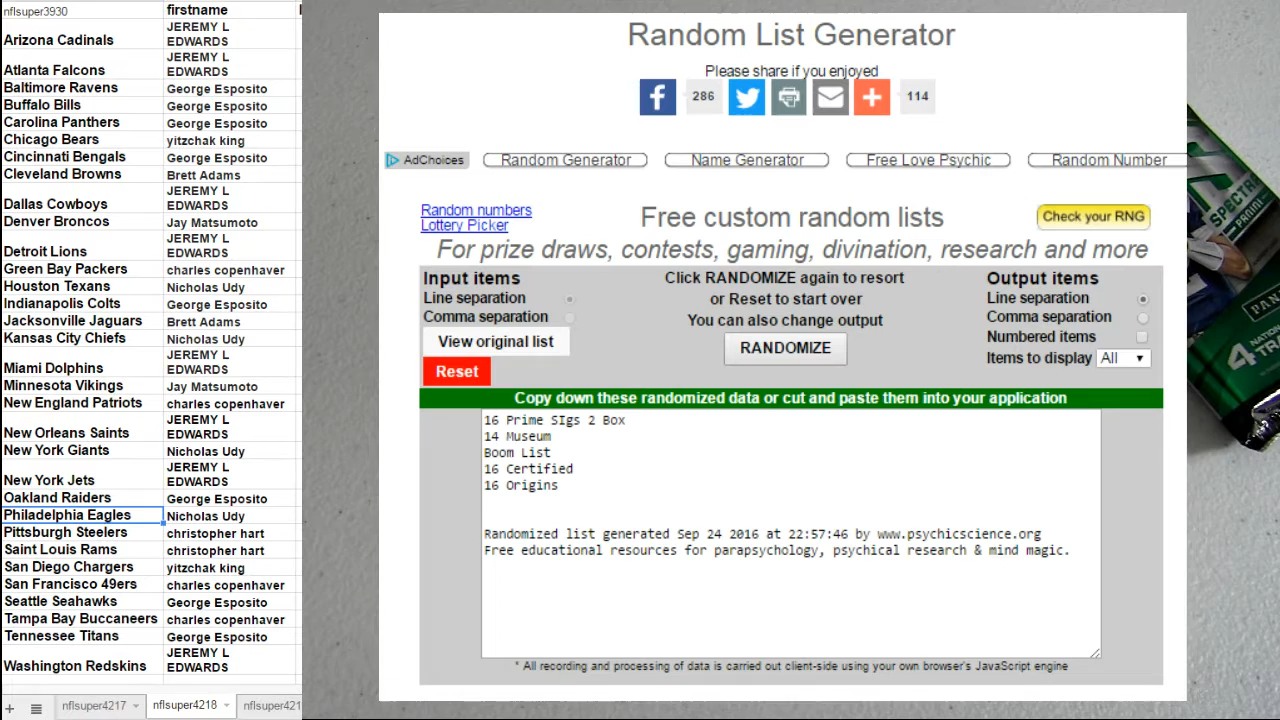 nflsuper3930 firstname
Arizona Cadinals JEREMY L EDWARDS
Atlanta Falcons JEREMY L EDWARDS
Baltimore Ravens George Esposito
Buffalo Bills George Esposito
Carolina Panthers George Esposito
Chicago Bears yitzchak king
Cincinnati Bengals George Esposito
Cleveland Browns Brett Adams
Dallas Cowboys JEREMY L EDWARDS
Denver Broncos Jay Matsumoto
Detroit Lions JEREMY L EDWARDS
Green Bay Packers charles copenhaver
Houston Texans Nicholas Udy
Indianapolis Colts George Esposito
Jacksonville Jaguars Brett Adams
Kansas City Chiefs Nicholas Udy
Miami Dolphins JEREMY L EDWARDS
Minnesota Vikings Jay Matsumoto
New England Patriots charles copenhaver
New Orleans Saints JEREMY L EDWARDS
New York Giants Nicholas Udy
New York Jets JEREMY L EDWARDS
Oakland Raiders George Esposito
Philadelphia Eagles Nicholas Udy
Pittsburgh Steelers christopher hart
Saint Louis Rams christopher hart
San Diego Chargers yitzchak king
San Francisco 49ers charles copenhaver
Seattle Seahawks George Esposito
Tampa Bay Buccaneers charles copenhaver
Tennessee Titans George Esposito
Washington Redskins JEREMY L EDWARDS
nflsuper4217 nflsuper4218 nflsuper421
Random List Generator
Please share if you enjoyed
286 114
AdChoices Random Generator Name Generator Free Love Psychic Random Number
Random numbers
Lottery Picker
Free custom random lists
Check your RNG
For prize draws, contests, gaming, divination, research and more
Input items
Line separation
Comma separation
View original list
Reset
Click RANDOMIZE again to resort
or Reset to start over
You can also change output
RANDOMIZE
Output items
Line separation
Comma separation
Numbered items
Items to display All
Copy down these randomized data or cut and paste them into your application
16 Prime SIgs 2 Box
14 Museum
Boom List
16 Certified
16 Origins
Randomized list generated Sep 24 2016 at 22:57:46 by www.psychicscience.org
Free educational resources for parapsychology, psychical research & mind magic.
* All recording and processing of data is carried out client-side using your own browser's JavaScript engine
SPECTR
PANINI